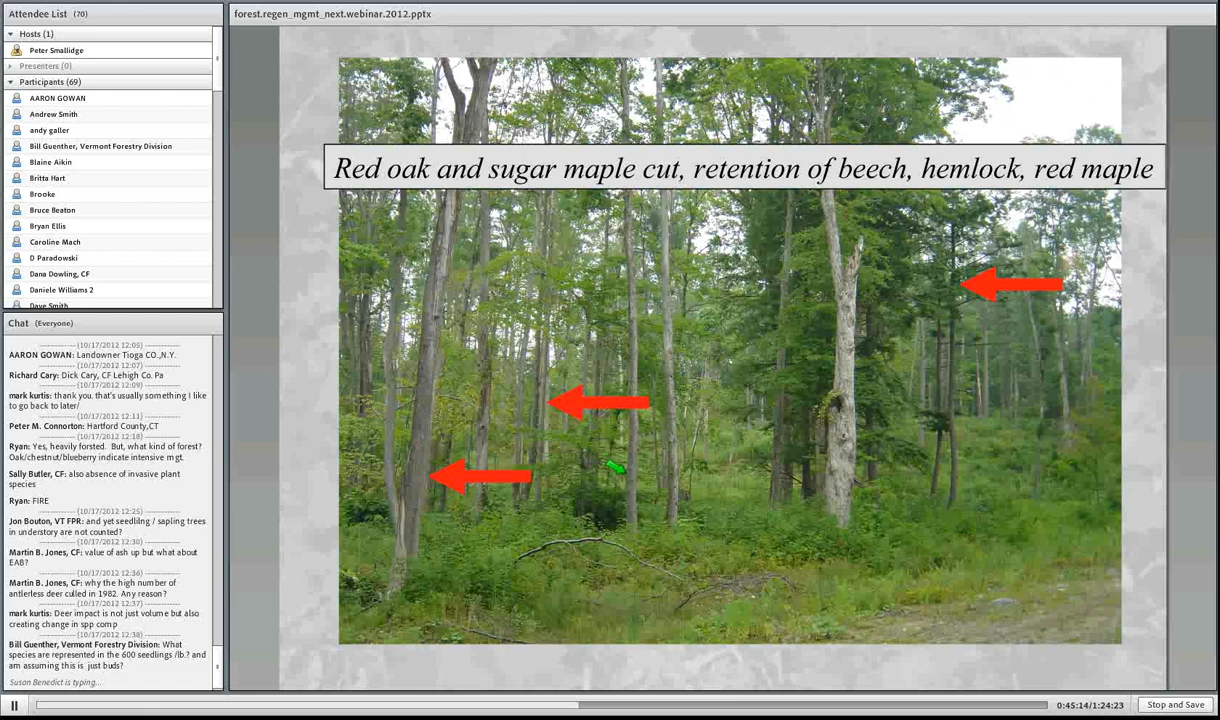 Attendee List (70)
Hosts (1)
Peter Smallidge
Presenters (0)
Participants (69)
AARON GOWAN
Andrew Smith
andy galler
Bill Guenther, Vermont Forestry Division
Blaine Aikin
Britta Hart
Brooke
Bruce Beaton
Bryan Ellis
Caroline Mach
D Paradowski
Dana Dowling, CF
Daniele Williams 2
Dave Smith
Chat (Everyone)
(10/17/2012 12:05)
AARON GOWAN: Landowner Tioga CO.,N.Y.
(10/17/2012 12:07)
Richard Cary: Dick Cary, CF Lehigh Co. Pa
(10/17/2012 12:09)
mark kurtis: thank you. that's usually something I like
to go back to later/
(10/17/2012 12:11)
Peter M. Connorton: Hartford County,CT
(10/17/2012 12:18)
Ryan: Yes, heavily forsted. But, what kind of forest?
Oak/chestnut/blueberry indicate intensive mgt.
Sally Butler, CF: also absence of invasive plant
species
Ryan: FIRE
(10/17/2012 12:25)
Jon Bouton, VT FPR: and yet seedlilng / sapling trees
in understory are not counted?
(10/17/2012 12:30)
Martin B. Jones, CF: value of ash up but what about
EAB?
(10/17/2012 12:36)
Martin B. Jones, CF: why the high number of
antlerless deer culled in 1982. Any reason?
(10/17/2012 12:37)
mark kurtis: Deer impact is not just volume but also
creating change in spp comp
(10/17/2012 12:38)
Bill Guenther, Vermont Forestry Division: What
species are represented in the 600 seedlings /lb.? and
am assuming this is just buds?
Susan Benedict is typing...
forest.regen_mgmt_next.webinar.2012.pptx
Red oak and sugar maple cut, retention of beech, hemlock, red maple
0:45:14/1:24:23
Stop and Save